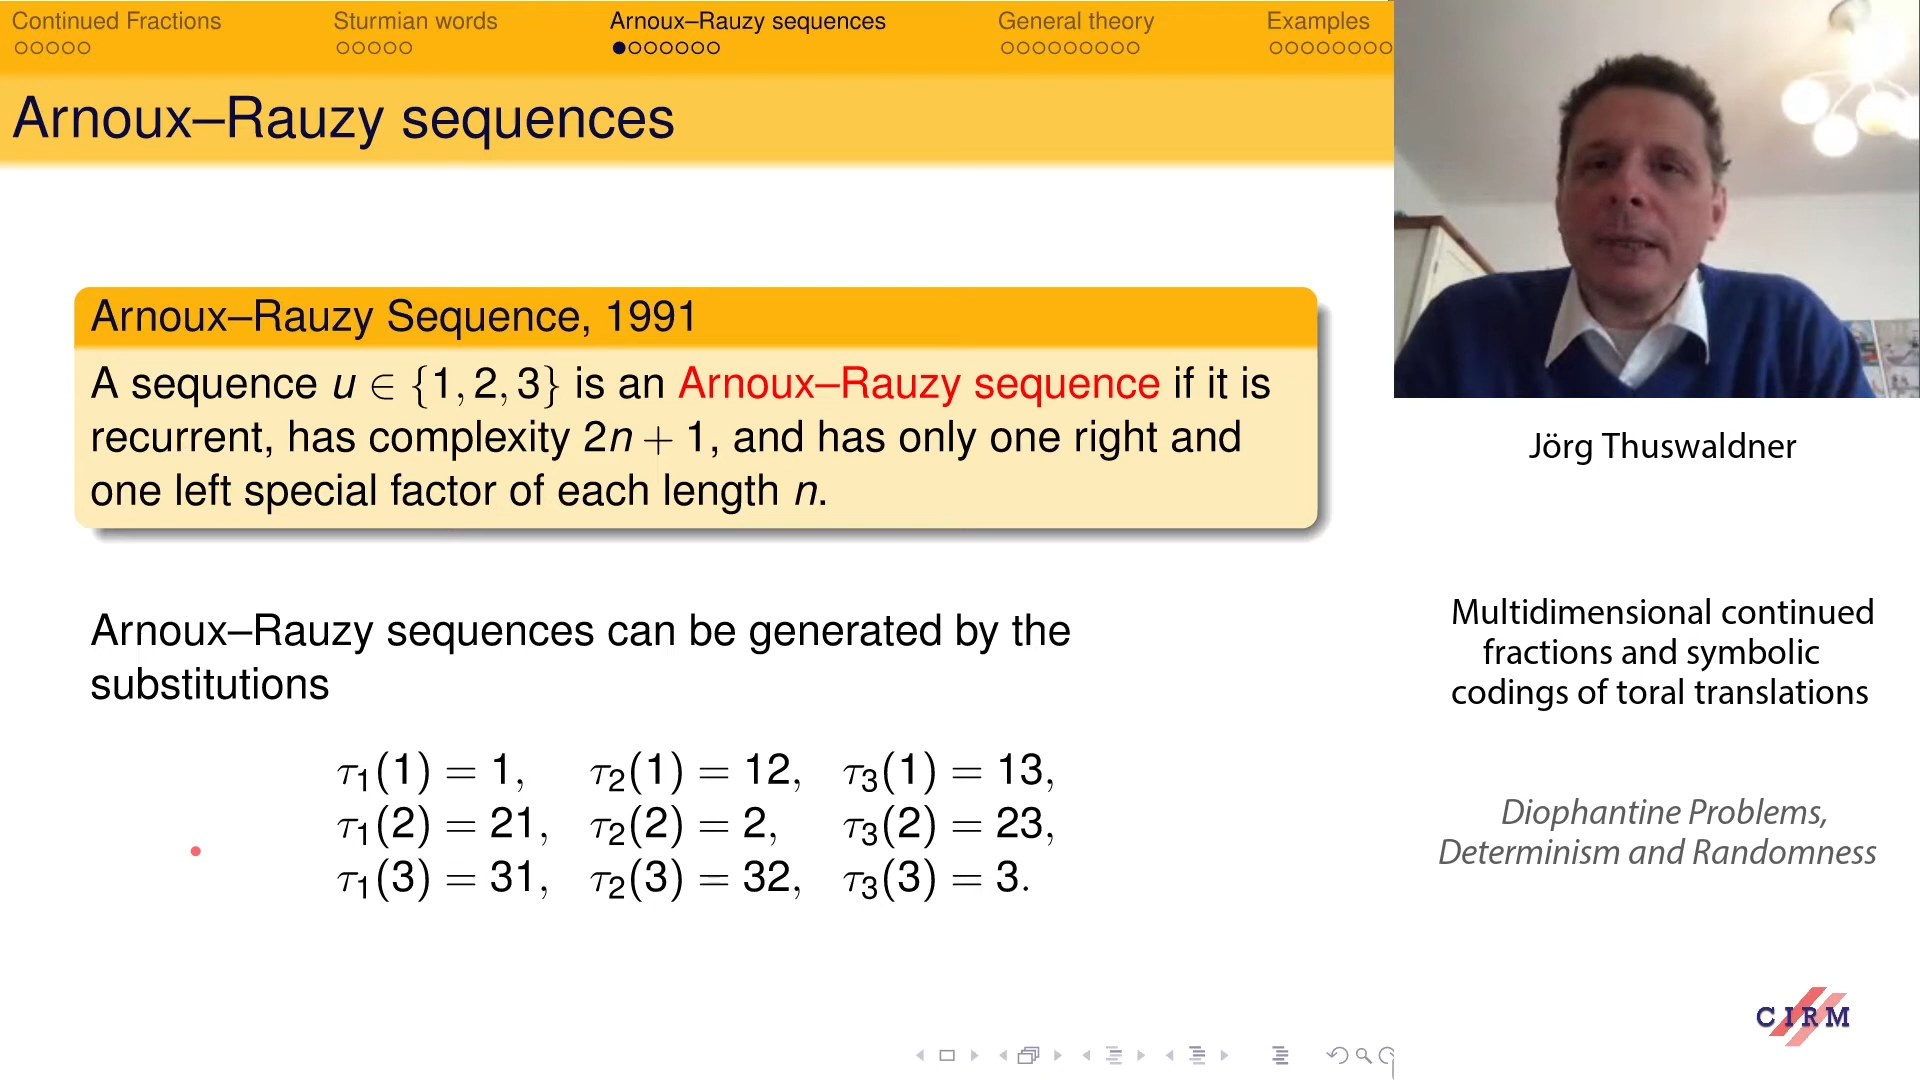 Continued Fractions Sturmian words Arnoux–Rauzy sequences General theory Examples
Arnoux–Rauzy sequences
Arnoux–Rauzy Sequence, 1991
A sequence u ∈ {1, 2, 3} is an Arnoux–Rauzy sequence if it is
recurrent, has complexity 2n + 1, and has only one right and
one left special factor of each length n.
Arnoux–Rauzy sequences can be generated by the
substitutions
τ₁(1) = 1, τ₂(1) = 12, τ₃(1) = 13,
τ₁(2) = 21, τ₂(2) = 2, τ₃(2) = 23,
τ₁(3) = 31, τ₂(3) = 32, τ₃(3) = 3.
Jörg Thuswaldner
Multidimensional continued
fractions and symbolic
codings of toral translations
Diophantine Problems,
Determinism and Randomness
CIRM